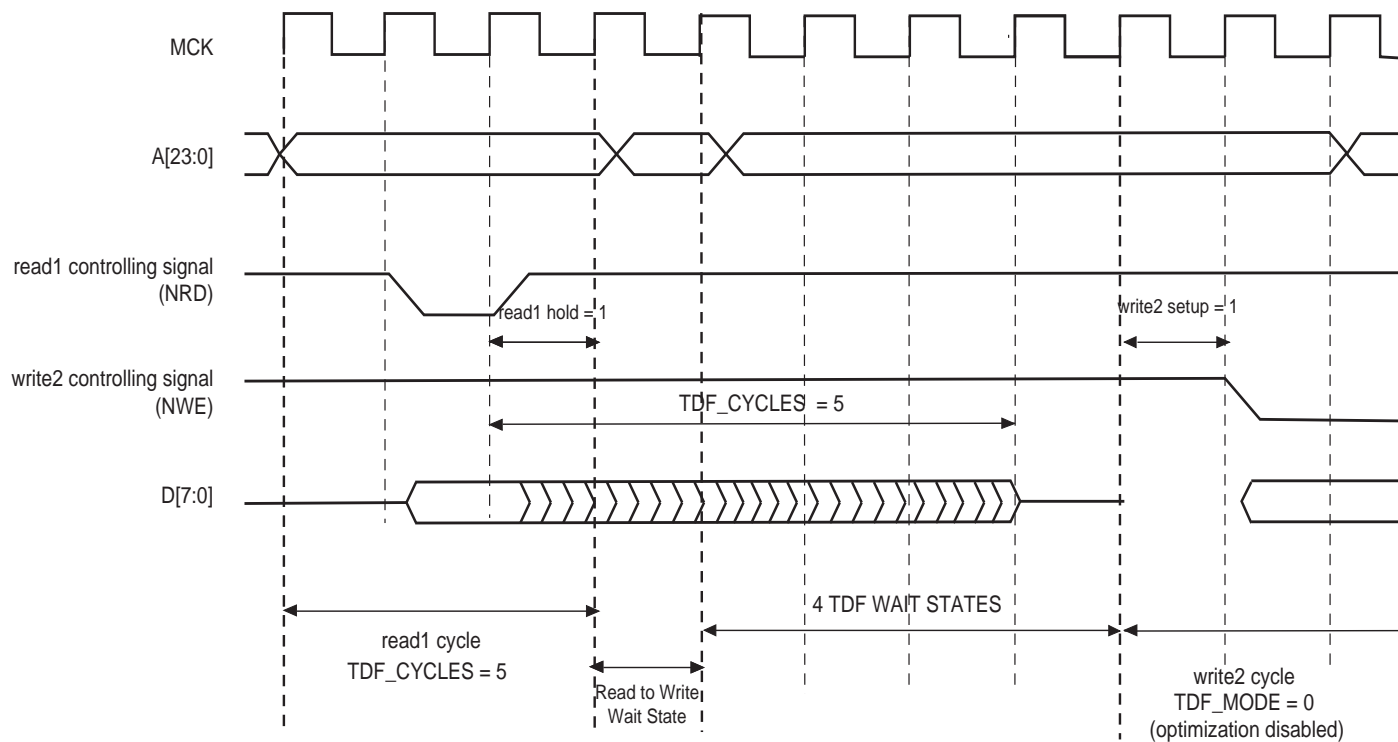 MCK
A[23:0]
read1 controlling signal
(NRD)
read1 hold = 1
write2 setup = 1
write2 controlling signal
(NWE)
TDF_CYCLES = 5
D[7:0]
4 TDF WAIT STATES
read1 cycle
TDF_CYCLES = 5
Read to Write
Wait State
write2 cycle
TDF_MODE = 0
(optimization disabled)